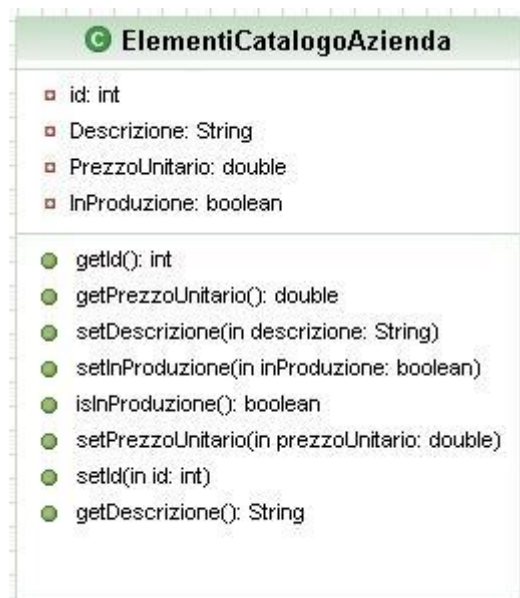 C ElementiCatalogoAzienda
id: int
Descrizione: String
PrezzoUnitario: double
InProduzione: boolean
getId(): int
getPrezzoUnitario(): double
setDescrizione(in descrizione: String)
setInProduzione(in inProduzione: boolean)
isInProduzione(): boolean
setPrezzoUnitario(in prezzoUnitario: double)
setId(in id: int)
getDescrizione(): String